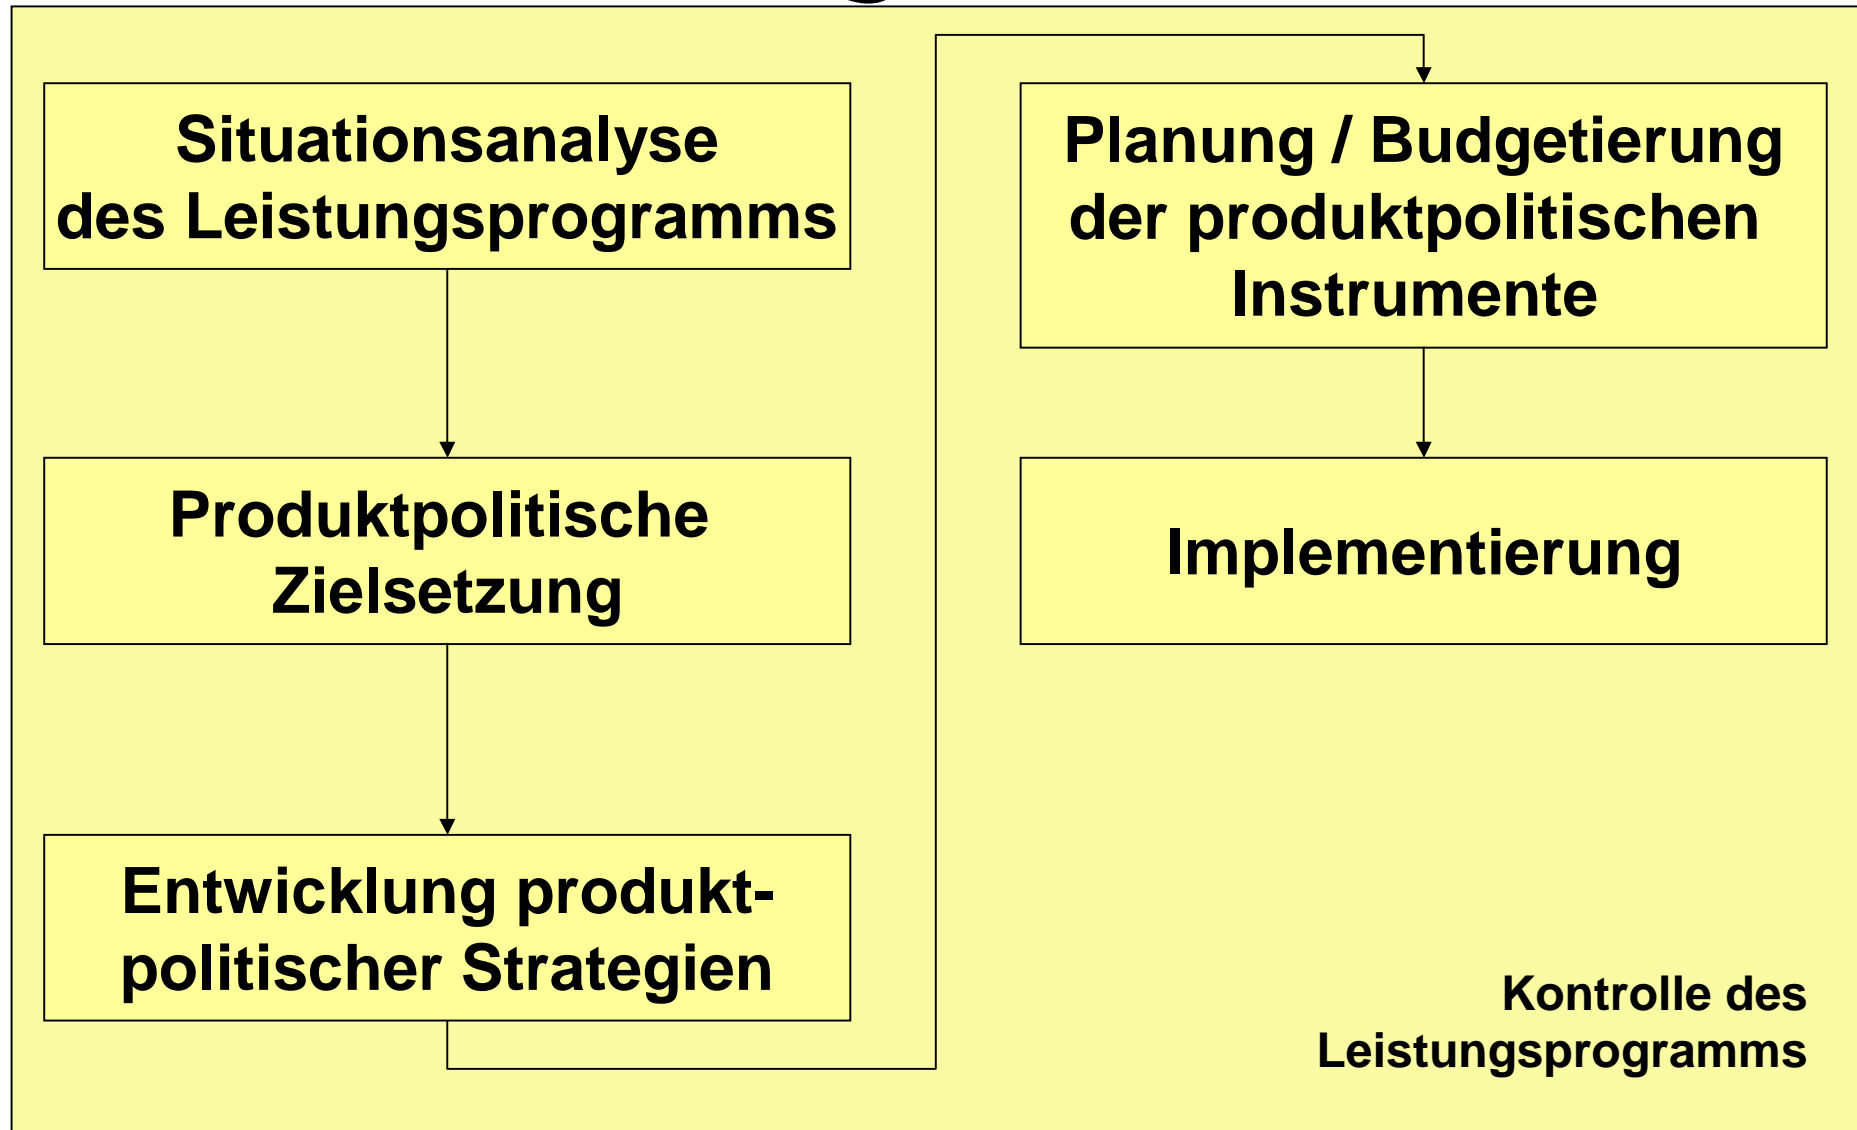 Situationsanalyse
des Leistungsprogramms
Produktpolitische
Zielsetzung
Entwicklung produkt-
politischer Strategien
Planung / Budgetierung
der produktpolitischen
Instrumente
Implementierung
Kontrolle des
Leistungsprogramms